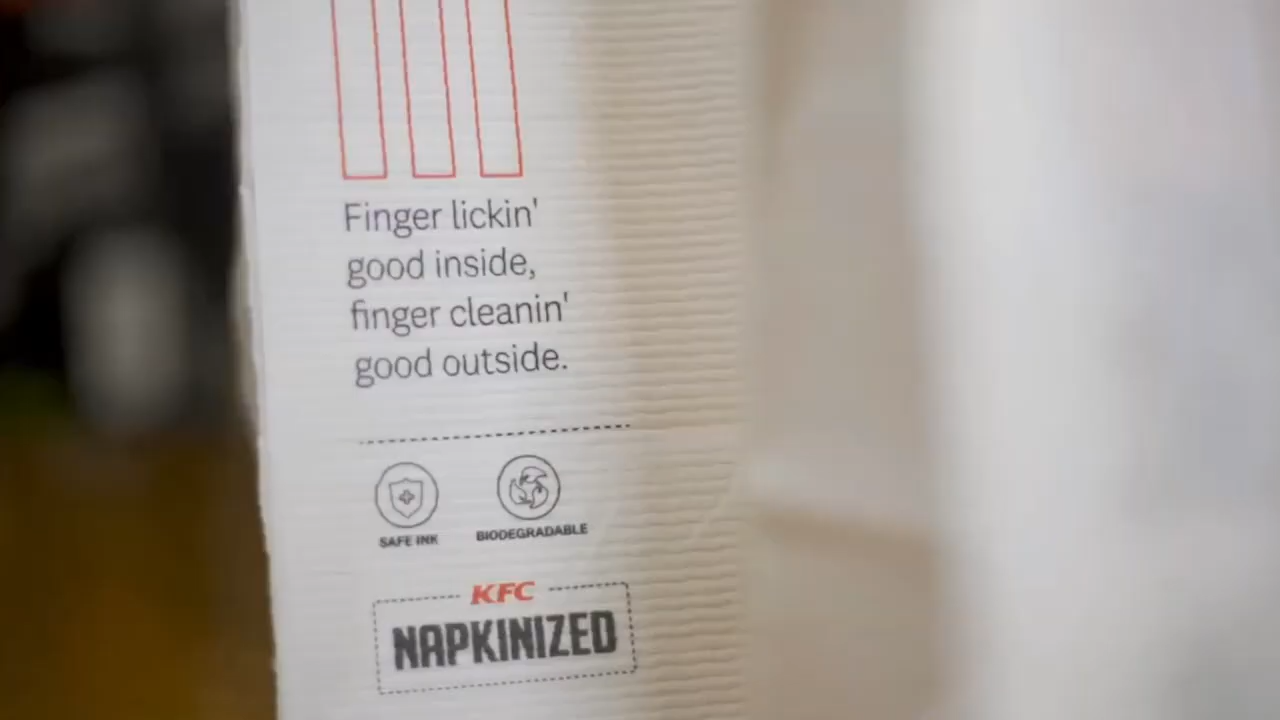 Finger lickin'
good inside,
finger cleanin'
good outside.
SAFE INK
BIODEGRADABLE
KFC
NAPKINIZED